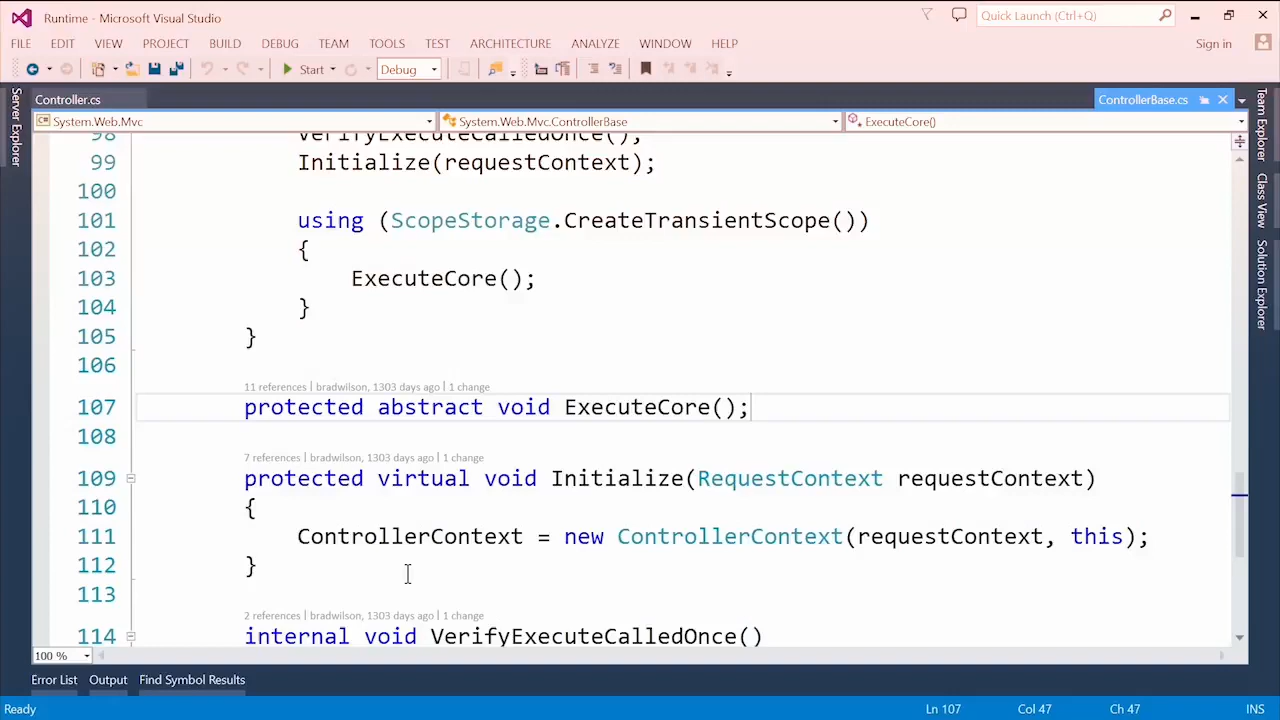 Runtime - Microsoft Visual Studio
Quick Launch (Ctrl+Q)
FILE EDIT VIEW PROJECT BUILD DEBUG TEAM TOOLS TEST ARCHITECTURE ANALYZE WINDOW HELP
Sign in
Start
Debug
Server Explorer
Controller.cs
ControllerBase.cs
System.Web.Mvc
System.Web.Mvc.ControllerBase
ExecuteCore()
98 VerifyExecuteCalledOnce();
99 Initialize(requestContext);
100
101 using (ScopeStorage.CreateTransientScope())
102 {
103 ExecuteCore();
104 }
105 }
106
11 references | bradwilson, 1303 days ago | 1 change
107 protected abstract void ExecuteCore();
108
7 references | bradwilson, 1303 days ago | 1 change
109 protected virtual void Initialize(RequestContext requestContext)
110 {
111 ControllerContext = new ControllerContext(requestContext, this);
112 }
113
2 references | bradwilson, 1303 days ago | 1 change
114 internal void VerifyExecuteCalledOnce()
Team Explorer
Class View
Solution Explorer
100 %
Error List Output Find Symbol Results
Ready
Ln 107 Col 47 Ch 47 INS